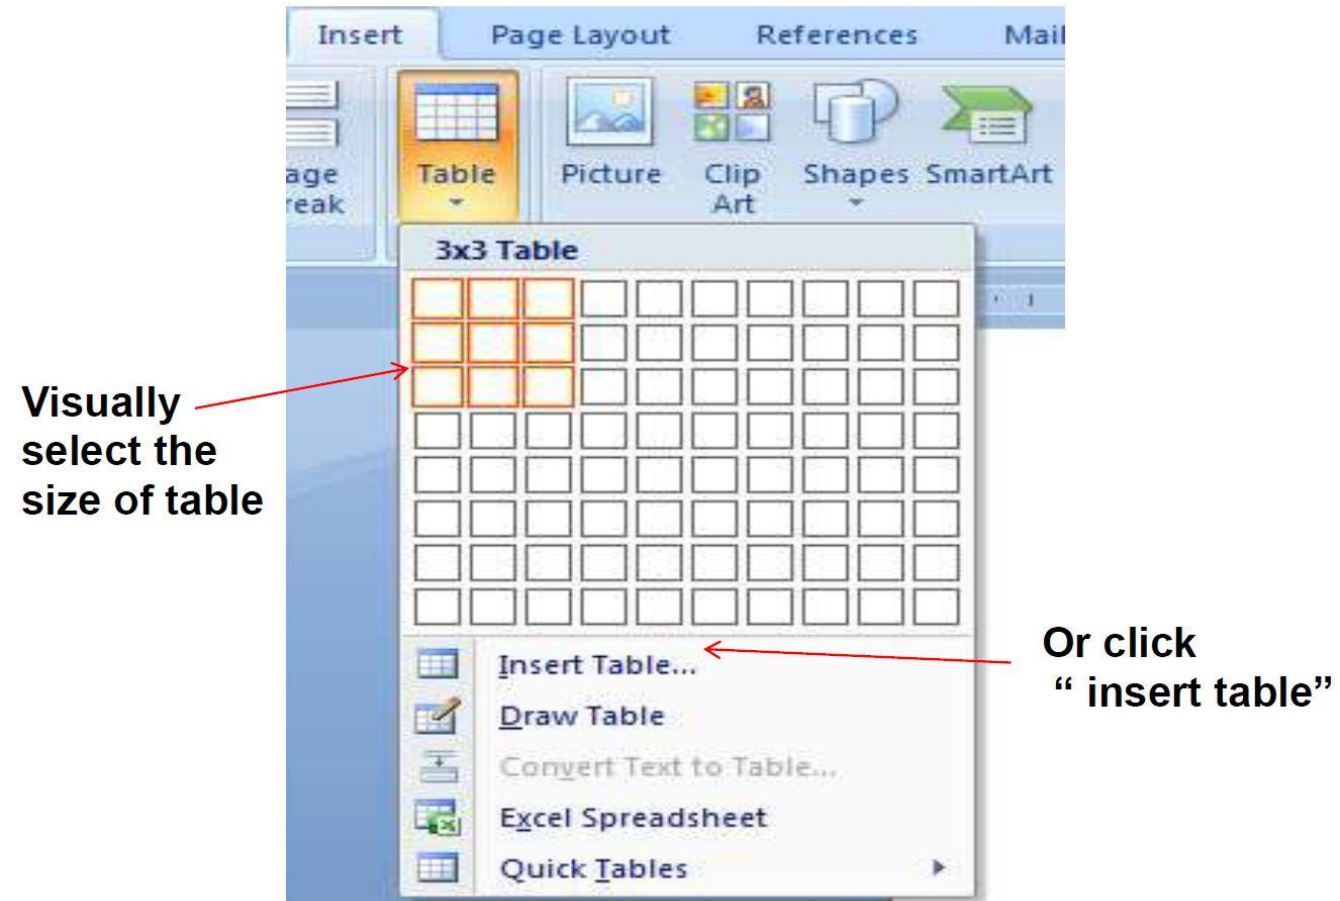 Insert Page Layout References Mail
age
reak
Table
Picture
Clip
Art
Shapes
SmartArt
3x3 Table
1
Visually
select the
size of table
Insert Table...
Draw Table
Convert Text to Table...
Excel Spreadsheet
Quick Tables
Or click
“ insert table”